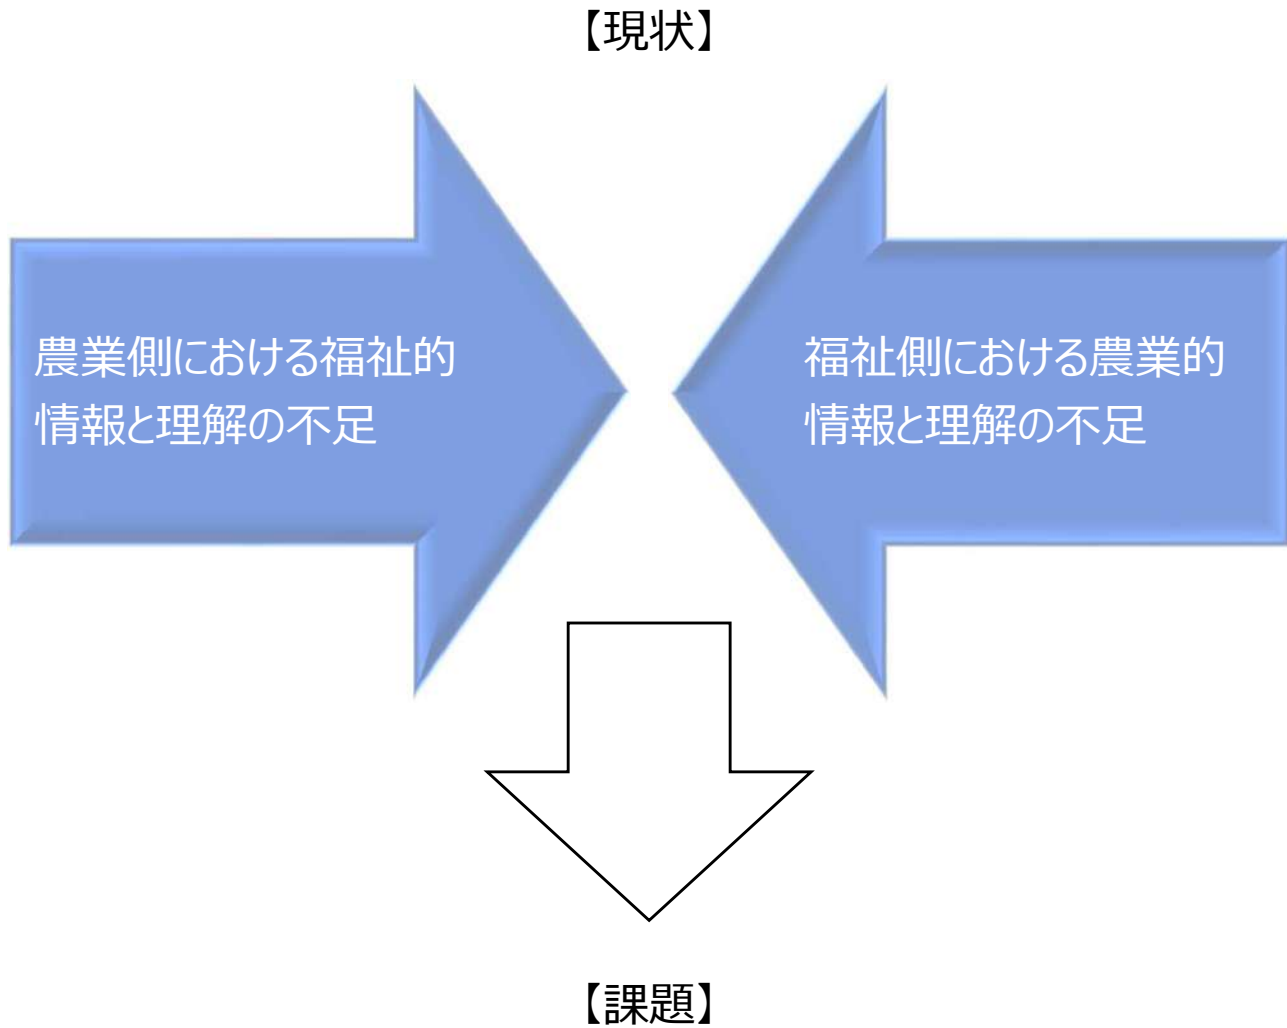 【現状】
農業側における福祉的
情報と理解の不足
福祉側における農業的
情報と理解の不足
【課題】